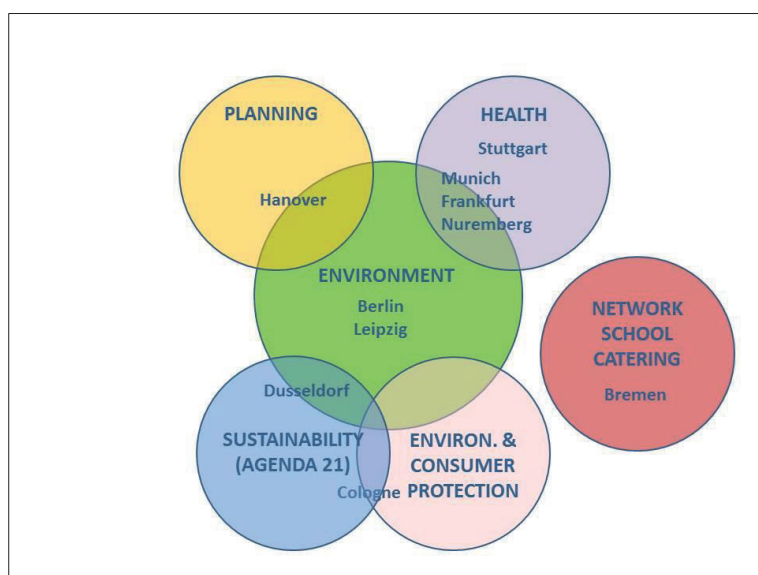 PLANNING
Hanover
HEALTH
Stuttgart
Munich
Frankfurt
Nuremberg
ENVIRONMENT
Berlin
Leipzig
NETWORK
SCHOOL
CATERING
Bremen
Dusseldorf
SUSTAINABILITY
(AGENDA 21)
ENVIRON. &
CONSUMER
PROTECTION
Cologne